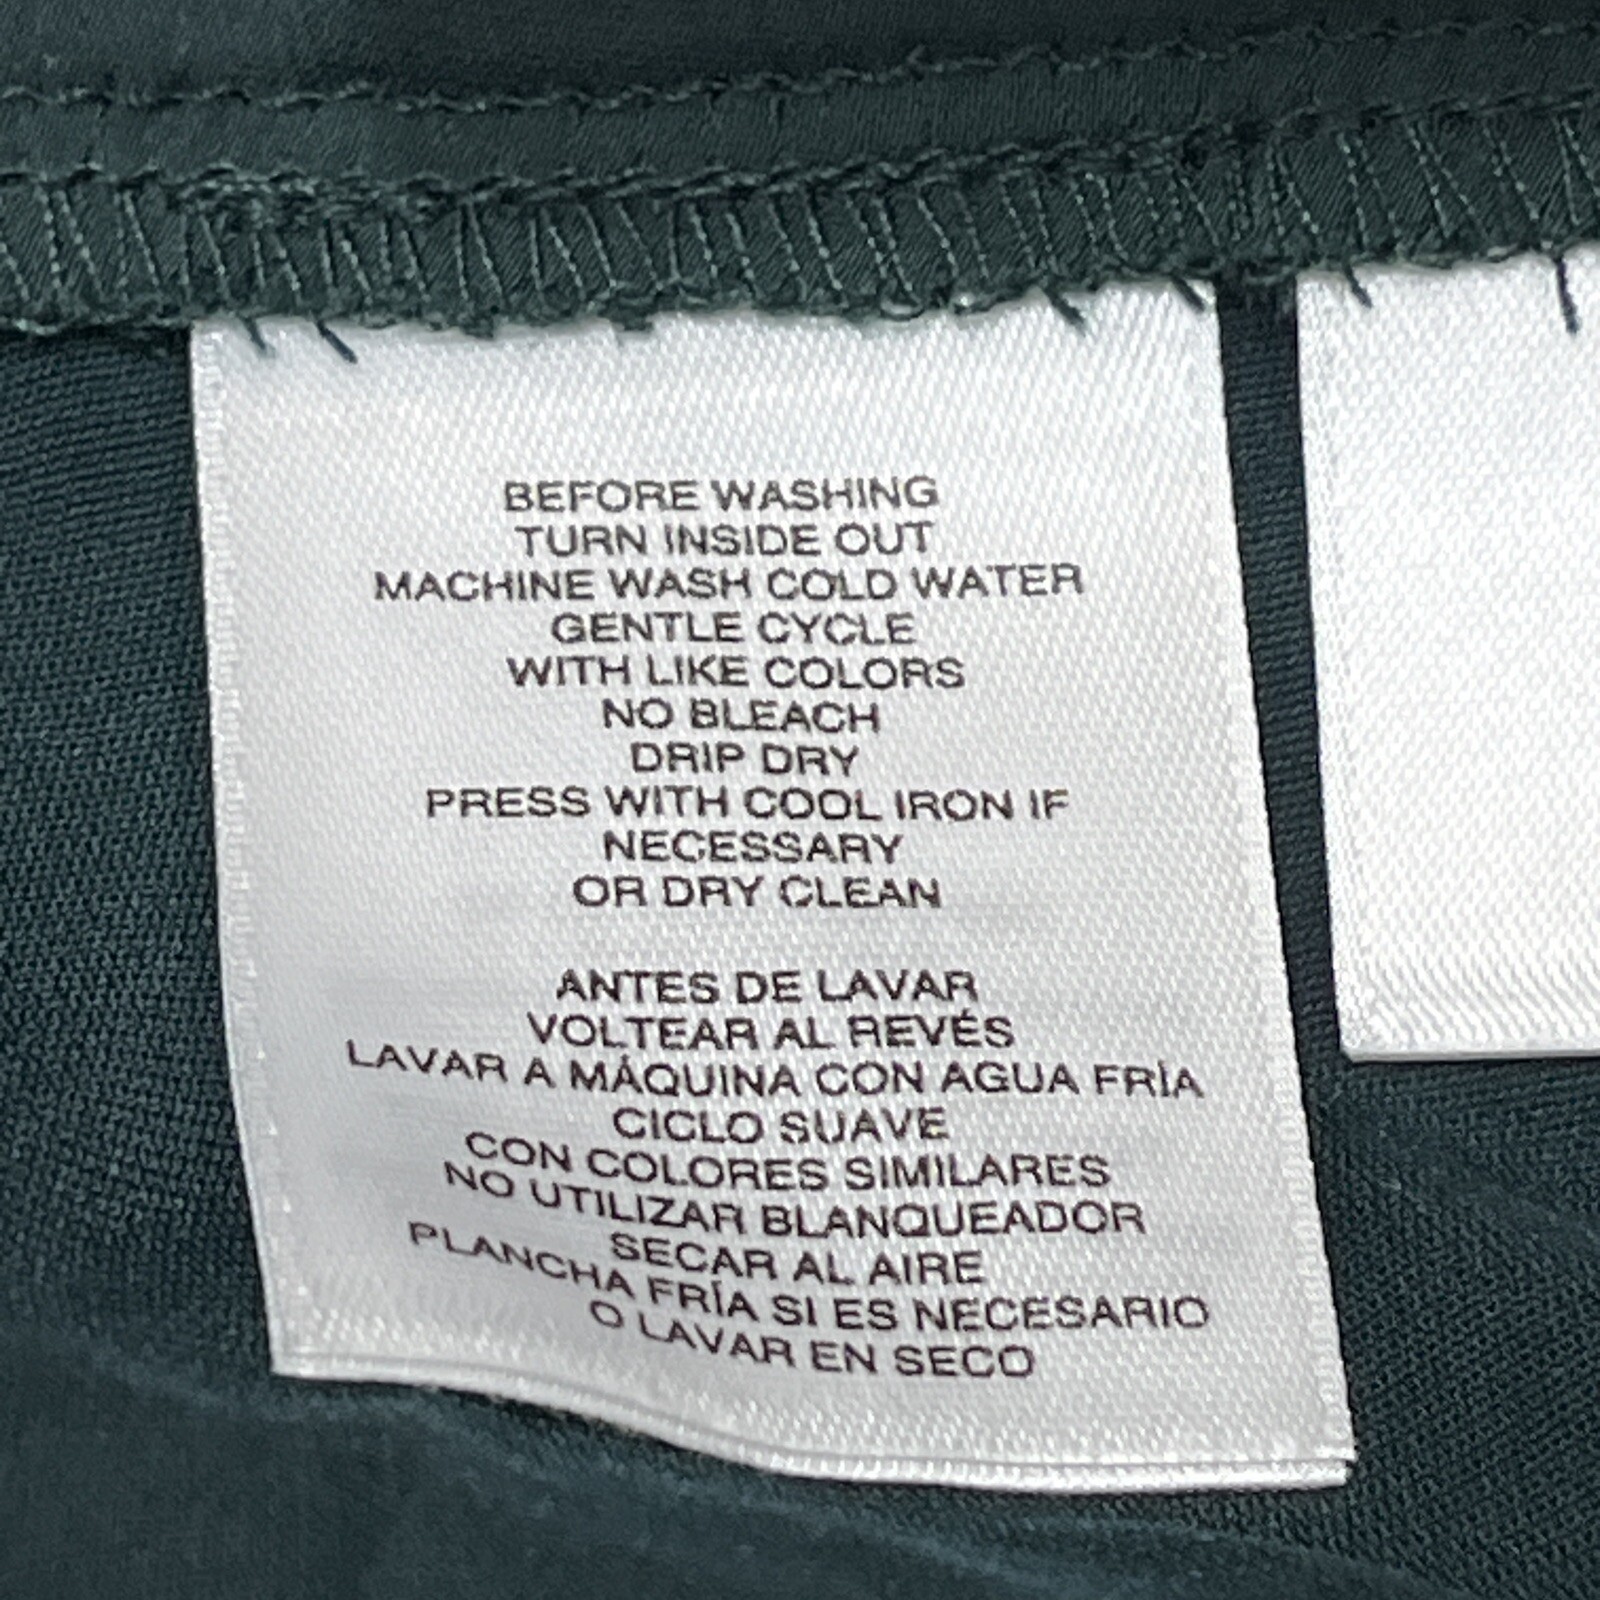 BEFORE WASHING
TURN INSIDE OUT
MACHINE WASH COLD WATER
GENTLE CYCLE
WITH LIKE COLORS
NO BLEACH
DRIP DRY
PRESS WITH COOL IRON IF
NECESSARY
OR DRY CLEAN
ANTES DE LAVAR
VOLTEAR AL REVÉS
LAVAR A MÁQUINA CON AGUA FRÍA
CICLO SUAVE
CON COLORES SIMILARES
NO UTILIZAR BLANQUEADOR
SECAR AL AIRE
PLANCHA FRÍA SI ES NECESARIO
O LAVAR EN SECO